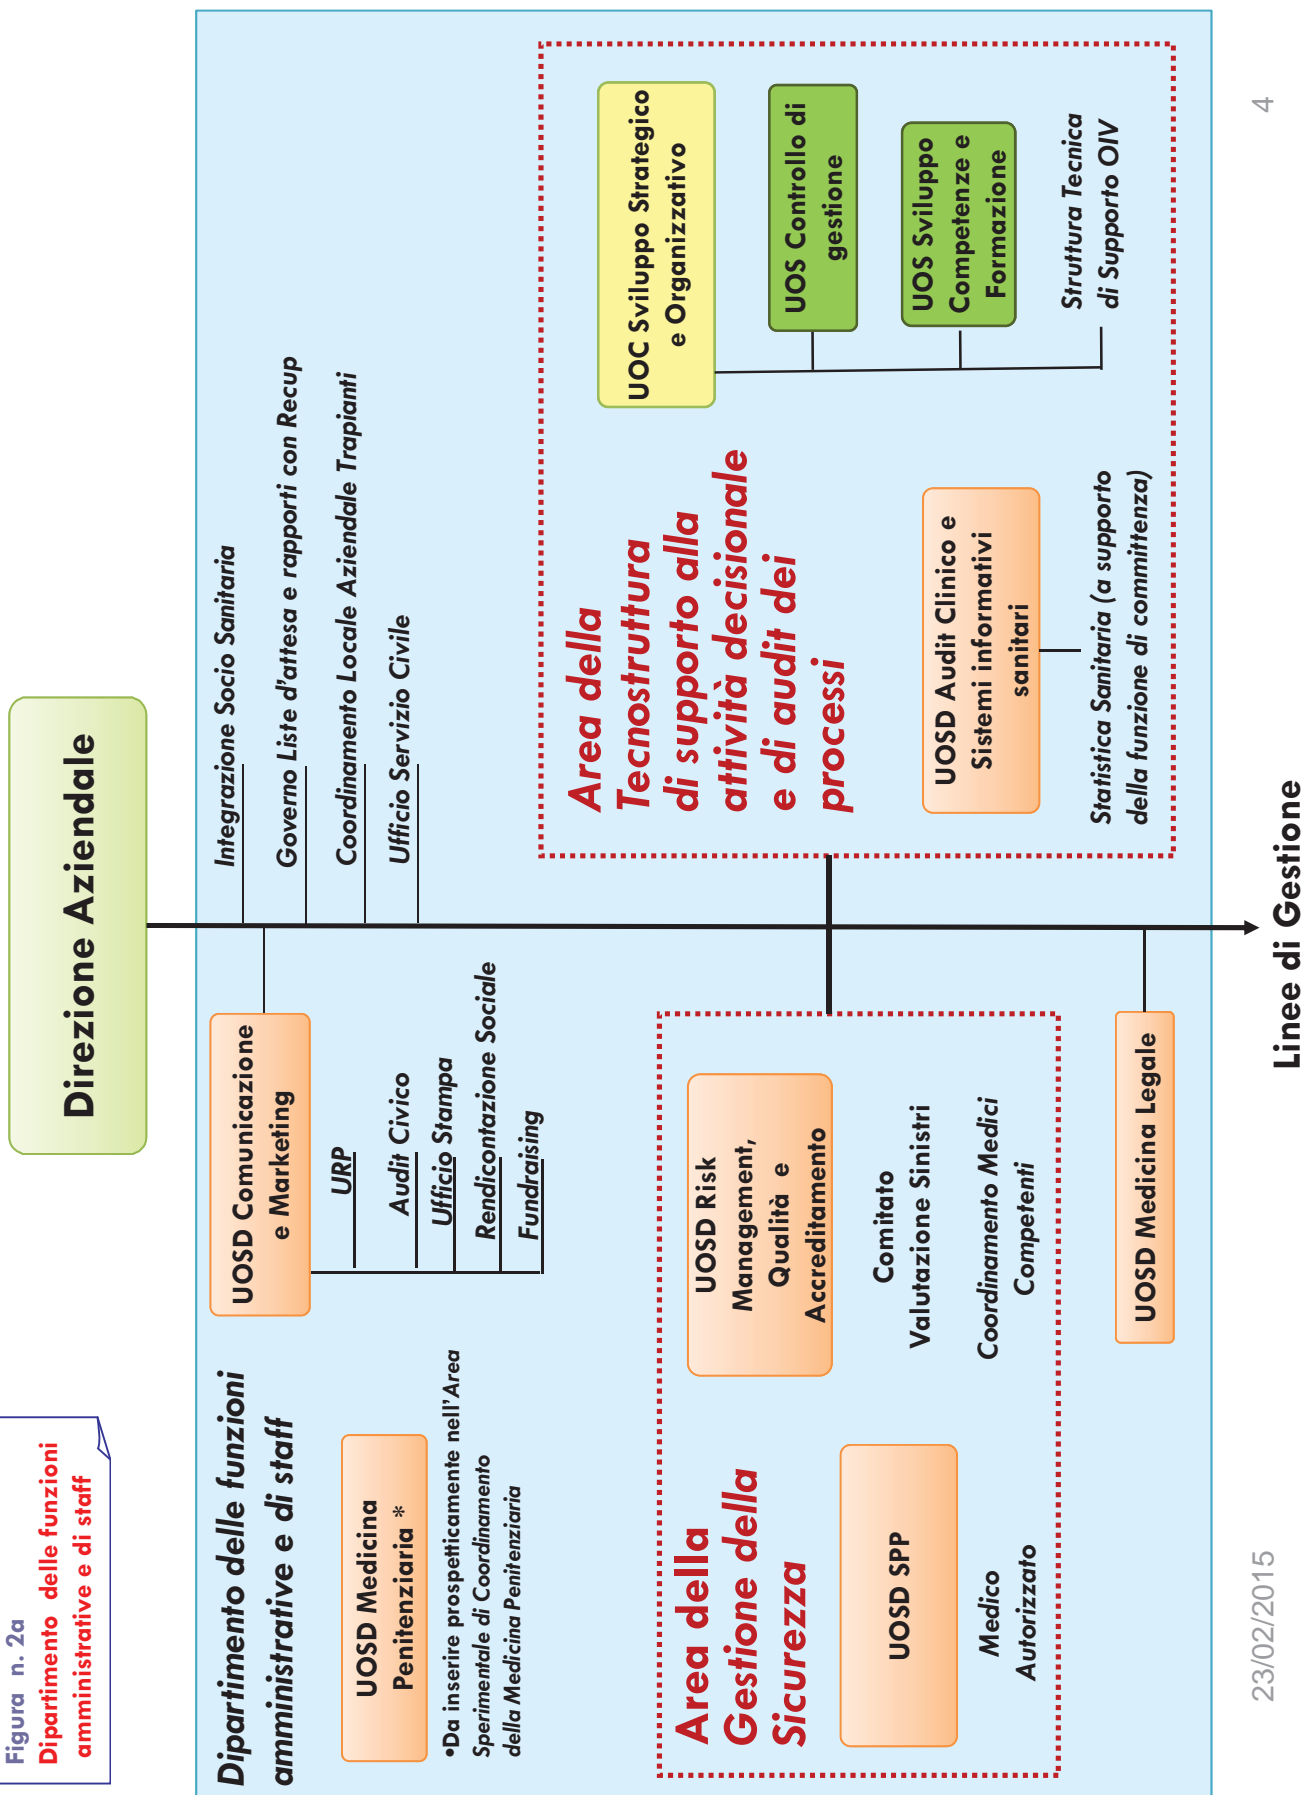 Figura n. 2a
Dipartimento delle funzioni
amministrative e di staff
Direzione Aziendale
Dipartimento delle funzioni
amministrative e di staff
UOSD Comunicazione
e Marketing
URP
Audit Civico
Ufficio Stampa
Rendicontazione Sociale
Fundraising
Integrazione Socio Sanitaria
Governo Liste d'attesa e rapporti con Recup
Coordinamento Locale Aziendale Trapianti
Ufficio Servizio Civile
UOSD Medicina
Penitenziaria *
•Da inserire prospetticamente nell'Area
Sperimentale di Coordinamento
della Medicina Penitenziaria
Area della
Gestione della
Sicurezza
UOSD Risk
Management,
Qualità e
Accreditamento
UOSD SPP
Comitato
Valutazione Sinistri
Medico
Autorizzato
Coordinamento Medici
Competenti
Area della
Tecnostruttura
di supporto alla
attività decisionale
e di audit dei
processi
UOC Sviluppo Strategico
e Organizzativo
UOS Controllo di
gestione
UOS Sviluppo
Competenze e
Formazione
Struttura Tecnica
di Supporto OIV
UOSD Audit Clinico e
Sistemi informativi
sanitari
Statistica Sanitaria (a supporto
della funzione di committenza)
UOSD Medicina Legale
Linee di Gestione
23/02/2015
4